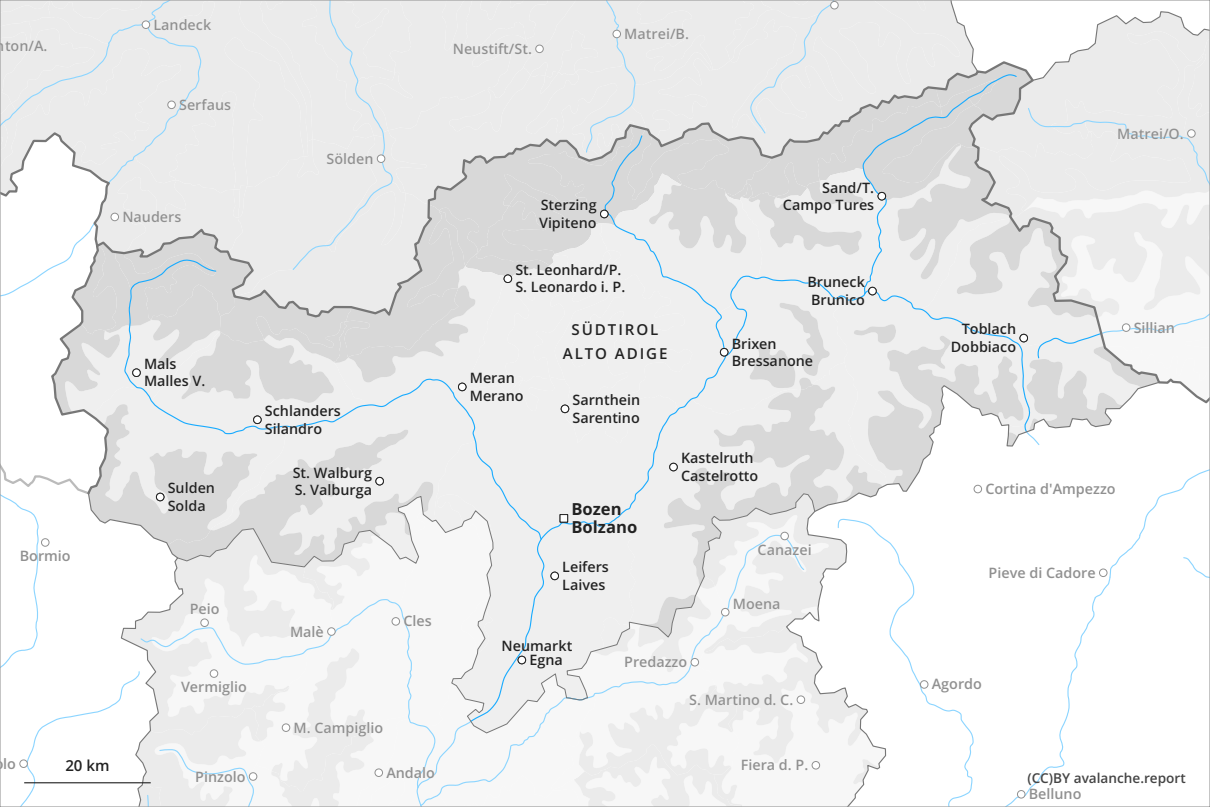 Landeck
nton/A.
Neustift/St.
Matrei/B.
Serfaus
Matrei/O.
Sölden
Nauders
Sand/T.
Campo Tures
Sterzing
Vipiteno
St. Leonhard/P.
S. Leonardo i. P.
Bruneck
Brunico
SÜDTIROL
ALTO ADIGE
Toblach
Dobbiaco
Sillian
Brixen
Bressanone
Mals
Malles V.
Meran
Merano
Schlanders
Silandro
Sarnthein
Sarentino
Kastelruth
Castelrotto
St. Walburg
S. Valburga
Sulden
Solda
Cortina d'Ampezzo
Bozen
Bolzano
Bormio
Canazei
Leifers
Laives
Pieve di Cadore
Peio
Malè
Cles
Moena
Neumarkt
Egna
Predazzo
Vermiglio
Agordo
S. Martino d. C.
M. Campiglio
olo
20 km
Pinzolo
Andalo
Fiera d. P.
(CC)BY avalanche.report
Belluno